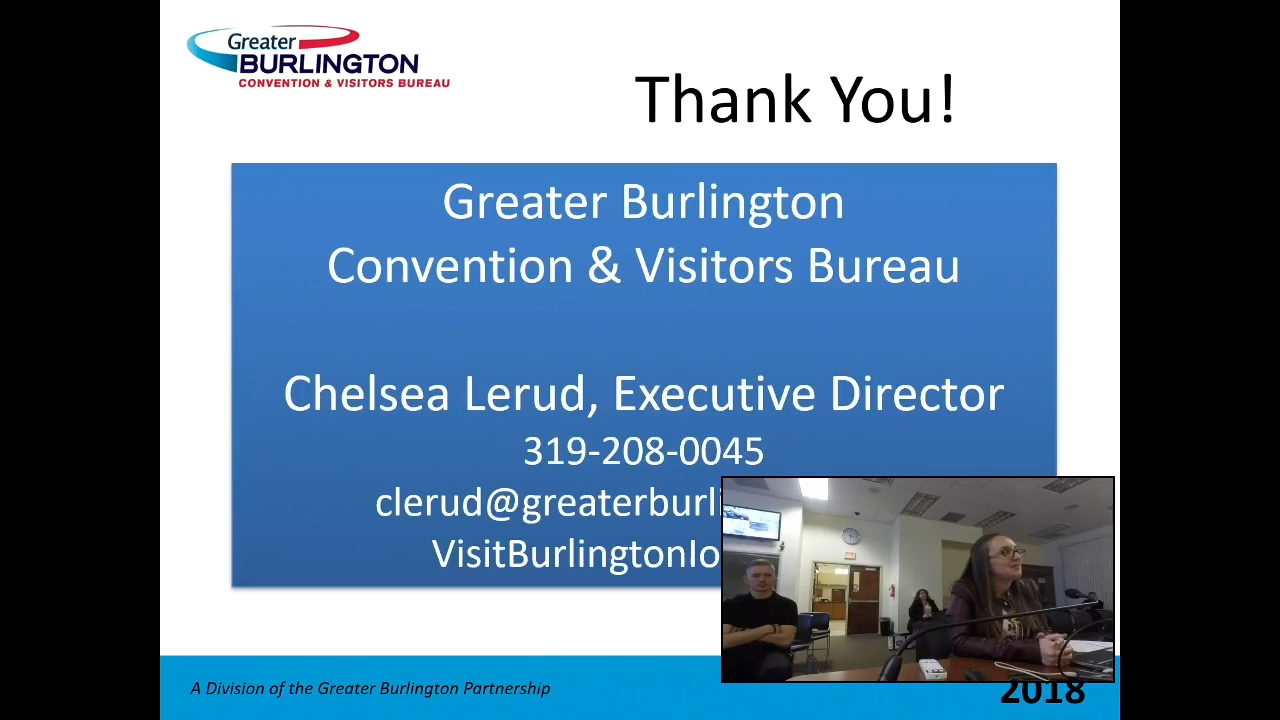 Greater
BURLINGTON
CONVENTION & VISITORS BUREAU
Thank You!
Greater Burlington
Convention & Visitors Bureau
Chelsea Lerud, Executive Director
319-208-0045
clerud@greaterburli
VisitBurlingtonIo
A Division of the Greater Burlington Partnership
2018